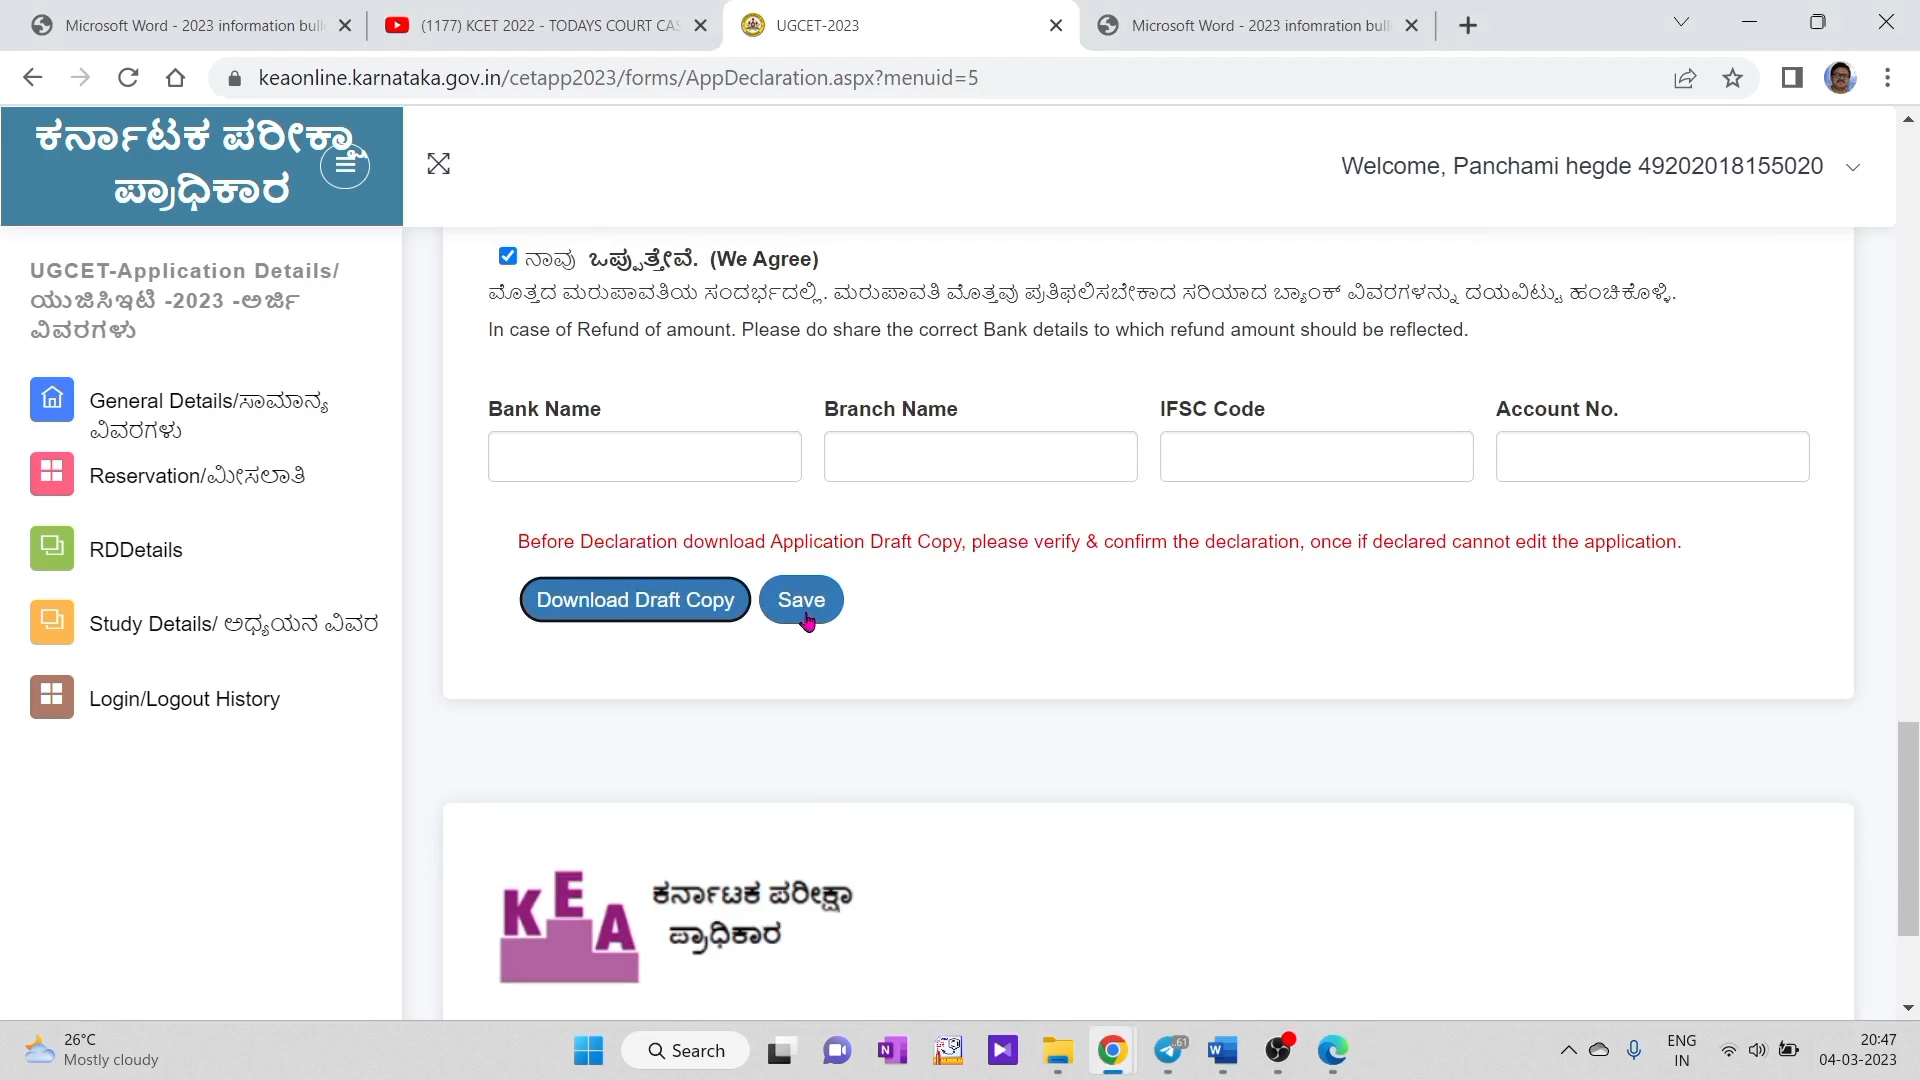 Microsoft Word - 2023 information bull
(1177) KCET 2022 - TODAYS COURT CAS
UGCET-2023
Microsoft Word - 2023 infomration bull
keaonline.karnataka.gov.in/cetapp2023/forms/AppDeclaration.aspx?menuid=5
ಕರ್ನಾಟಕ ಪರೀಕ್ಷಾ
ಪ್ರಾಧಿಕಾರ
Welcome, Panchami hegde 49202018155020
UGCET-Application Details/
ಯುಜಿಸಿಇಟಿ -2023 -ಅರ್ಜಿ
ವಿವರಗಳು
General Details/ಸಾಮಾನ್ಯ
ವಿವರಗಳು
Reservation/ಮೀಸಲಾತಿ
RDDetails
Study Details/ ಅಧ್ಯಯನ ವಿವರ
Login/Logout History
ನಾವು ಒಪ್ಪುತ್ತೇವೆ. (We Agree)
ಮೊತ್ತದ ಮರುಪಾವತಿಯ ಸಂದರ್ಭದಲ್ಲಿ. ಮರುಪಾವತಿ ಮೊತ್ತವು ಪ್ರತಿಫಲಿಸಬೇಕಾದ ಸರಿಯಾದ ಬ್ಯಾಂಕ್ ವಿವರಗಳನ್ನು ದಯವಿಟ್ಟು ಹಂಚಿಕೊಳ್ಳಿ.
In case of Refund of amount. Please do share the correct Bank details to which refund amount should be reflected.
Bank Name Branch Name IFSC Code Account No.
Before Declaration download Application Draft Copy, please verify & confirm the declaration, once if declared cannot edit the application.
Download Draft Copy Save
KEA
ಕರ್ನಾಟಕ ಪರೀಕ್ಷಾ
ಪ್ರಾಧಿಕಾರ
26°C
Mostly cloudy
Search
61
ENG
IN
20:47
04-03-2023